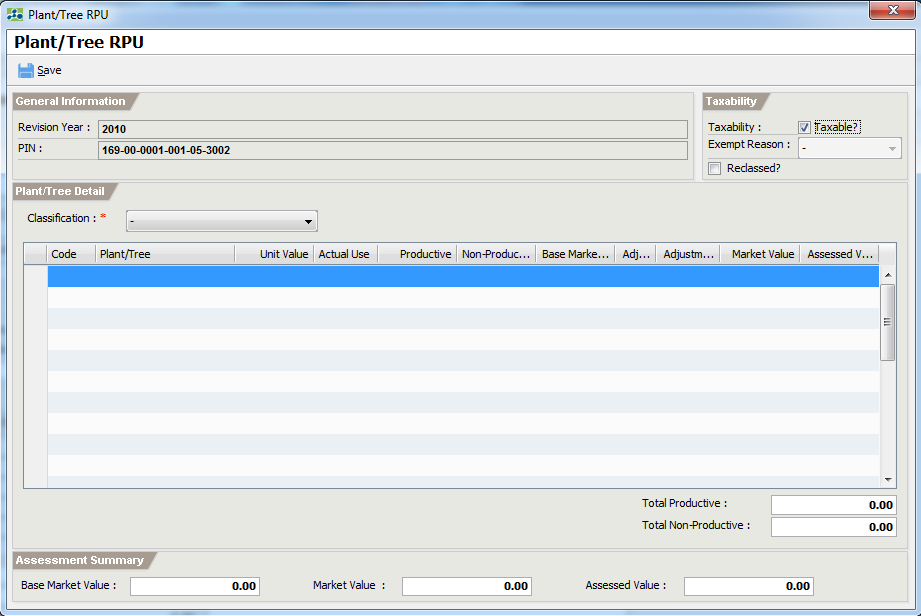 Plant/Tree RPU
Plant/Tree RPU
Save
General Information
Revision Year : 2010
PIN : 169-00-0001-001-05-3002
Taxability
Taxability : Taxable?
Exempt Reason : -
Reclassed?
Plant/Tree Detail
Classification : * -
Code Plant/Tree Unit Value Actual Use Productive Non-Produc... Base Marke... Adj... Adjustm... Market Value Assessed V...
Total Productive : 0.00
Total Non-Productive : 0.00
Assessment Summary
Base Market Value : 0.00 Market Value : 0.00 Assessed Value : 0.00